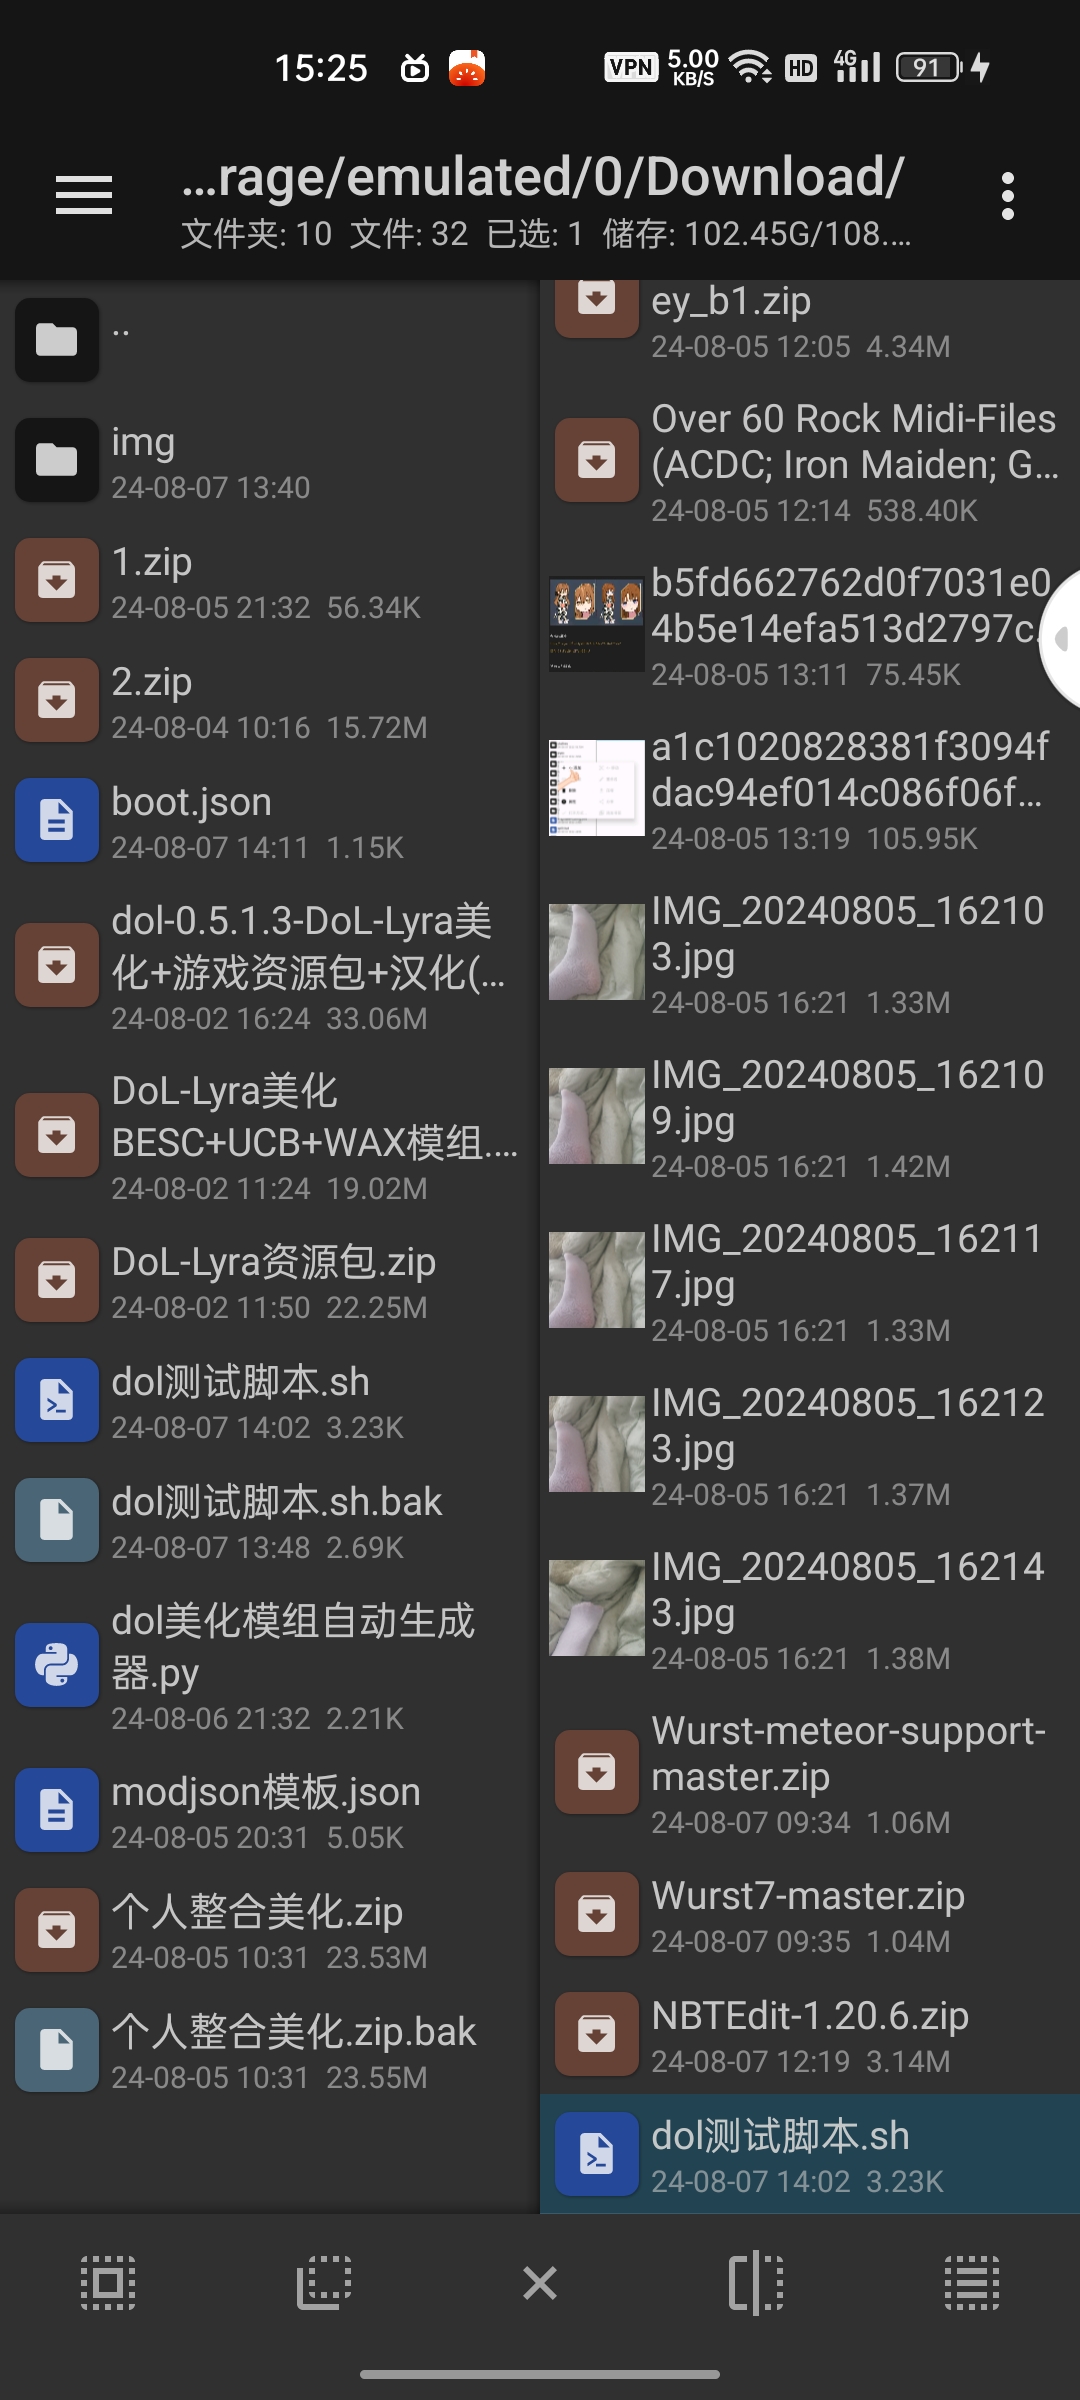 15:25
VPN 5.00 KB/S HD 4G 91
...rage/emulated/0/Download/
文件夹: 10 文件: 32 已选: 1 储存: 102.45G/108....
..
img
24-08-07 13:40
1.zip
24-08-05 21:32 56.34K
2.zip
24-08-04 10:16 15.72M
boot.json
24-08-07 14:11 1.15K
dol-0.5.1.3-DoL-Lyra美
化+游戏资源包+汉化(...
24-08-02 16:24 33.06M
DoL-Lyra美化
BESC+UCB+WAX模组....
24-08-02 11:24 19.02M
DoL-Lyra资源包.zip
24-08-02 11:50 22.25M
dol测试脚本.sh
24-08-07 14:02 3.23K
dol测试脚本.sh.bak
24-08-07 13:48 2.69K
dol美化模组自动生成
器.py
24-08-06 21:32 2.21K
modjson模板.json
24-08-05 20:31 5.05K
个人整合美化.zip
24-08-05 10:31 23.53M
个人整合美化.zip.bak
24-08-05 10:31 23.55M
ey_b1.zip
24-08-05 12:05 4.34M
Over 60 Rock Midi-Files
(ACDC; Iron Maiden; G...
24-08-05 12:14 538.40K
b5fd662762d0f7031e0
4b5e14efa513d2797c.
24-08-05 13:11 75.45K
a1c1020828381f3094f
dac94ef014c086f06f...
24-08-05 13:19 105.95K
IMG_20240805_16210
3.jpg
24-08-05 16:21 1.33M
IMG_20240805_16210
9.jpg
24-08-05 16:21 1.42M
IMG_20240805_16211
7.jpg
24-08-05 16:21 1.33M
IMG_20240805_16212
3.jpg
24-08-05 16:21 1.37M
IMG_20240805_16214
3.jpg
24-08-05 16:21 1.38M
Wurst-meteor-support-
master.zip
24-08-07 09:34 1.06M
Wurst7-master.zip
24-08-07 09:35 1.04M
NBTEdit-1.20.6.zip
24-08-07 12:19 3.14M
dol测试脚本.sh
24-08-07 14:02 3.23K